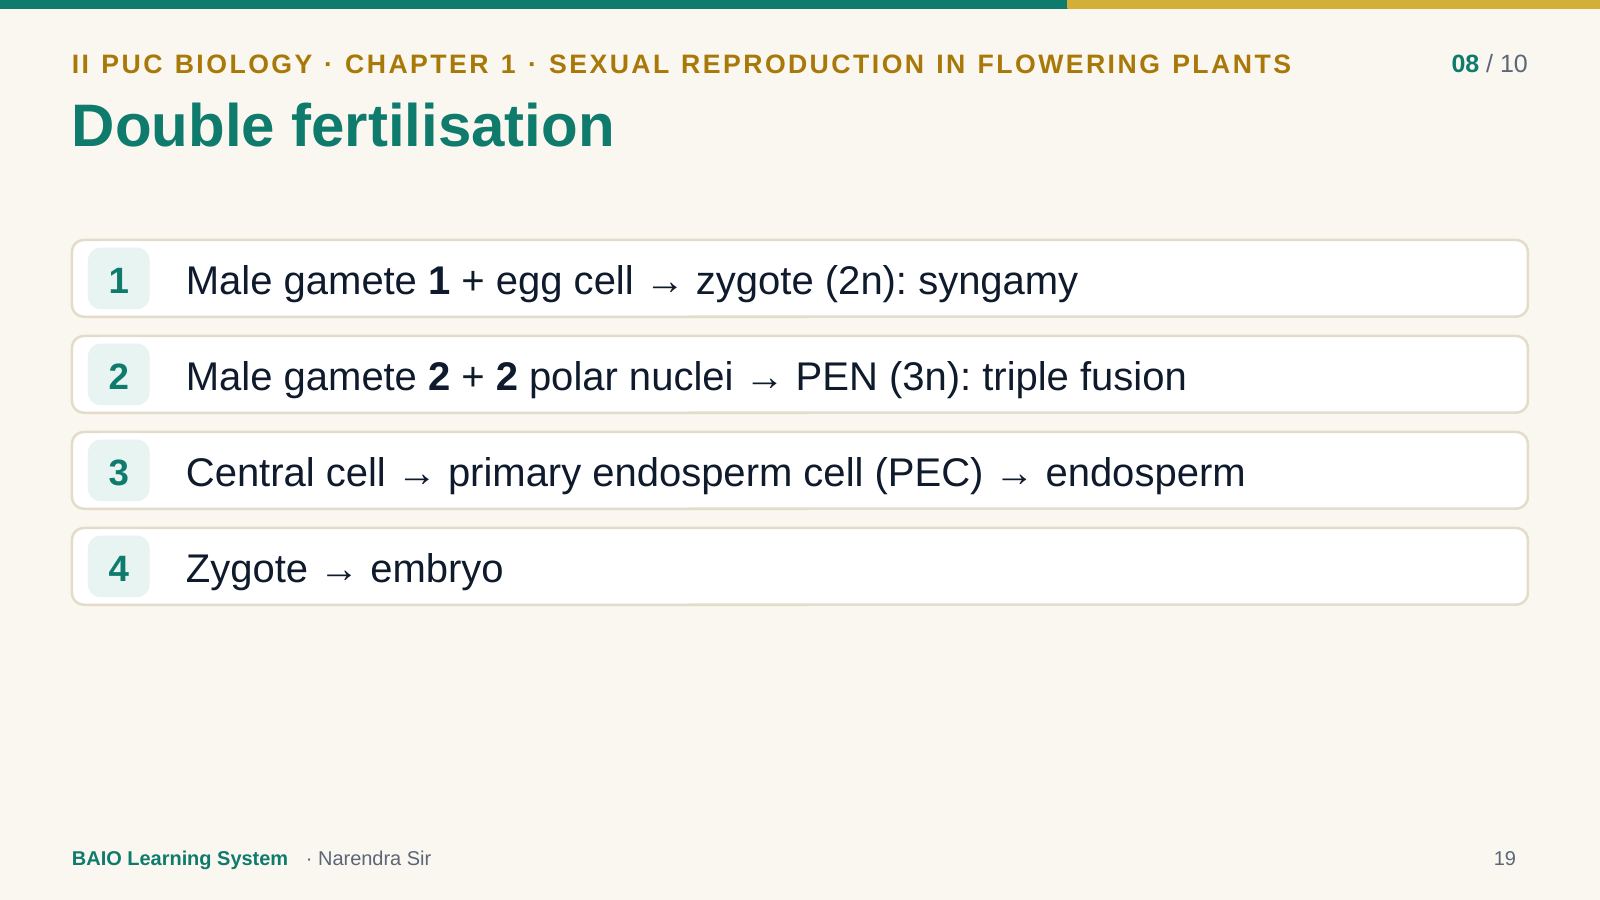 II PUC BIOLOGY · CHAPTER 1 · SEXUAL REPRODUCTION IN FLOWERING PLANTS
08 / 10
Double fertilisation
1 Male gamete 1 + egg cell → zygote (2n): syngamy
2 Male gamete 2 + 2 polar nuclei → PEN (3n): triple fusion
3 Central cell → primary endosperm cell (PEC) → endosperm
4 Zygote → embryo
BAIO Learning System · Narendra Sir
19